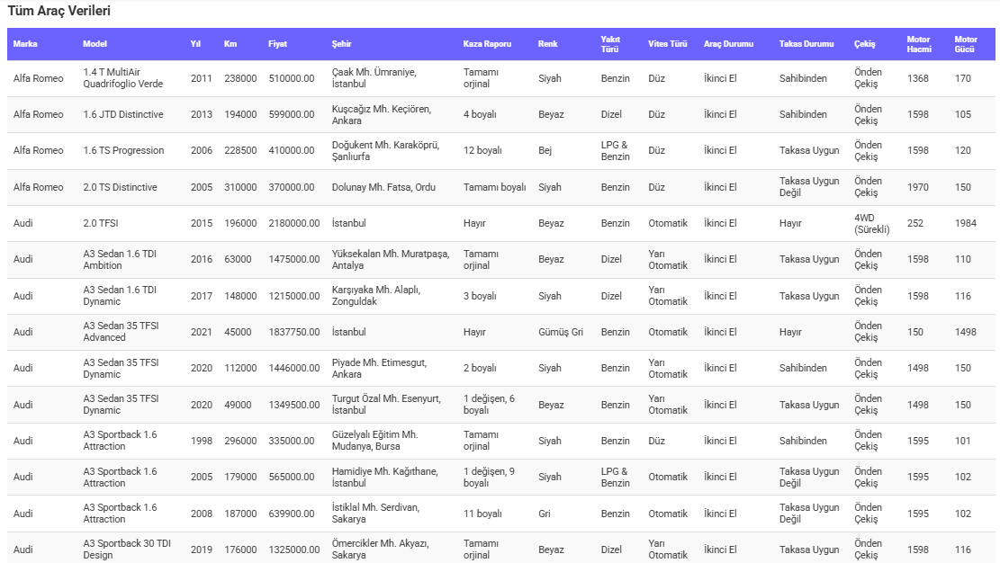 Tüm Araç Verileri
Marka Model Yıl Km Fiyat Şehir Kaza Raporu Renk Yakıt Türü Vites Türü Araç Durumu Takas Durumu Çekiş Motor Hacmi Motor Gücü
Alfa Romeo 1.4 T MultiAir Quadrifoglio Verde 2011 238000 510000.00 Çaak Mh. Ümraniye, İstanbul Tamamı orjinal Siyah Benzin Düz İkinci El Sahibinden Önden Çekiş 1368 170
Alfa Romeo 1.6 JTD Distinctive 2013 194000 599000.00 Kuşcağız Mh. Keçiören, Ankara 4 boyalı Beyaz Dizel Düz İkinci El Sahibinden Önden Çekiş 1598 105
Alfa Romeo 1.6 TS Progression 2006 228500 410000.00 Doğukent Mh. Karaköprü, Şanlıurfa 12 boyalı Bej LPG & Benzin Düz İkinci El Takasa Uygun Önden Çekiş 1598 120
Alfa Romeo 2.0 TS Distinctive 2005 310000 370000.00 Dolunay Mh. Fatsa, Ordu Tamamı boyalı Siyah Benzin Düz İkinci El Takasa Uygun Değil Önden Çekiş 1970 150
Audi 2.0 TFSI 2015 196000 2180000.00 İstanbul Hayır Beyaz Benzin Otomatik İkinci El Hayır 4WD (Sürekli) 252 1984
Audi A3 Sedan 1.6 TDI Ambition 2016 63000 1475000.00 Yüksekalan Mh. Muratpaşa, Antalya Tamamı orjinal Beyaz Dizel Yarı Otomatik İkinci El Takasa Uygun Önden Çekiş 1598 110
Audi A3 Sedan 1.6 TDI Dynamic 2017 148000 1215000.00 Karşıyaka Mh. Alaplı, Zonguldak 3 boyalı Siyah Dizel Yarı Otomatik İkinci El Takasa Uygun Önden Çekiş 1598 116
Audi A3 Sedan 35 TFSI Advanced 2021 45000 1837750.00 İstanbul Hayır Gümüş Gri Benzin Otomatik İkinci El Hayır Önden Çekiş 150 1498
Audi A3 Sedan 35 TFSI Dynamic 2020 112000 1446000.00 Piyade Mh. Etimesgut, Ankara 2 boyalı Siyah Benzin Yarı Otomatik İkinci El Sahibinden Önden Çekiş 1498 150
Audi A3 Sedan 35 TFSI Dynamic 2020 49000 1349500.00 Turgut Özal Mh. Esenyurt, İstanbul 1 değişen, 6 boyalı Beyaz Benzin Yarı Otomatik İkinci El Takasa Uygun Önden Çekiş 1498 150
Audi A3 Sportback 1.6 Attraction 1998 296000 335000.00 Güzelyalı Eğitim Mh. Mudanya, Bursa Tamamı orjinal Siyah Benzin Düz İkinci El Sahibinden Önden Çekiş 1595 101
Audi A3 Sportback 1.6 Attraction 2005 179000 565000.00 Hamidiye Mh. Kağıthane, İstanbul 1 değişen, 9 boyalı Siyah LPG & Benzin Otomatik İkinci El Takasa Uygun Değil Önden Çekiş 1595 102
Audi A3 Sportback 1.6 Attraction 2008 187000 639900.00 İstiklal Mh. Serdivan, Sakarya 11 boyalı Gri Benzin Otomatik İkinci El Takasa Uygun Değil Önden Çekiş 1595 102
Audi A3 Sportback 30 TDI Design 2019 176000 1325000.00 Ömercikler Mh. Akyazı, Sakarya Tamamı orjinal Beyaz Dizel Yarı Otomatik İkinci El Takasa Uygun Önden Çekiş 1598 116